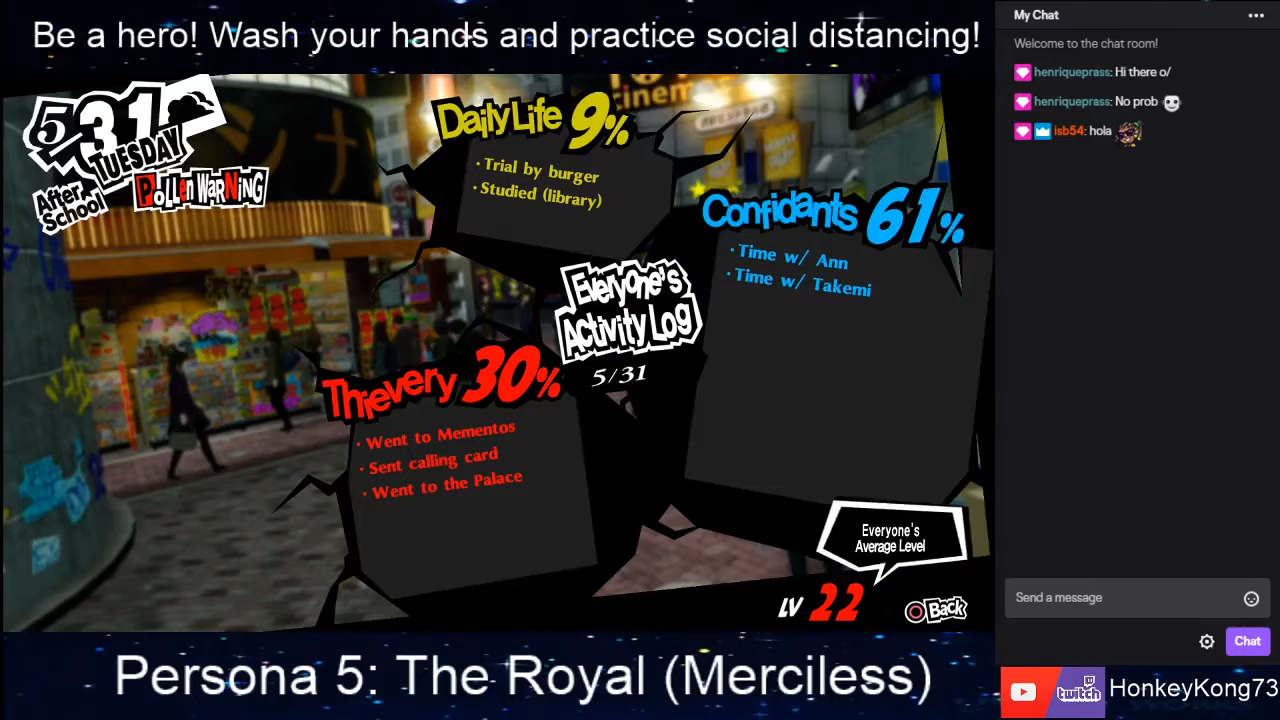 Be a hero! Wash your hands and practice social distancing!
5 31
TUESDAY
After School
Pollen Warning
Daily Life 9%
• Trial by burger
• Studied (library)
Confidants 61%
• Time w/ Ann
• Time w/ Takemi
Everyone's
Activity Log
5/31
Thievery 30%
• Went to Mementos
• Sent calling card
• Went to the Palace
Everyone's
Average Level
LV 22
Back
cinema
Persona 5: The Royal (Merciless)
My Chat
Welcome to the chat room!
henriqueprass: Hi there o/
henriqueprass: No prob
isb54: hola
Send a message
Chat
twitch
HonkeyKong73